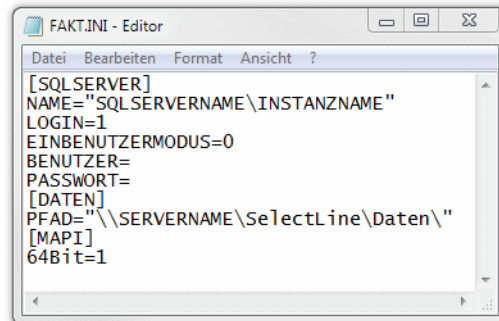 FAKT.INI - Editor
Datei Bearbeiten Format Ansicht ?
[SQLSERVER]
NAME="SQLSERVERNAME\INSTANZNAME"
LOGIN=1
EINBENUTZERMODUS=0
BENUTZER=
PASSWORT=
[DATEN]
PFAD="\\SERVERNAME\SelectLine\Daten\"
[MAPI]
64Bit=1